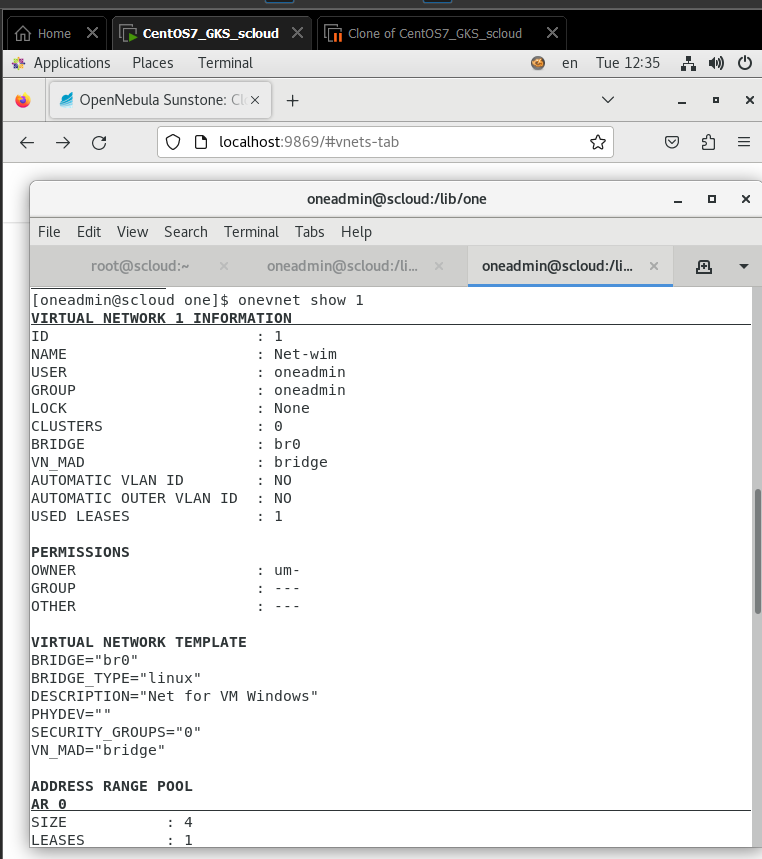 Home CentOS7_GKS_scloud Clone of CentOS7_GKS_scloud
Applications Places Terminal en Tue 12:35
OpenNebula Sunstone: Cl
localhost:9869/#vnets-tab
oneadmin@scloud:/lib/one
File Edit View Search Terminal Tabs Help
root@scloud:~ oneadmin@scloud:/li... oneadmin@scloud:/li...
[oneadmin@scloud one]$ onevnet show 1
VIRTUAL NETWORK 1 INFORMATION
ID : 1
NAME : Net-wim
USER : oneadmin
GROUP : oneadmin
LOCK : None
CLUSTERS : 0
BRIDGE : br0
VN_MAD : bridge
AUTOMATIC VLAN ID : NO
AUTOMATIC OUTER VLAN ID : NO
USED LEASES : 1
PERMISSIONS
OWNER : um-
GROUP : ---
OTHER : ---
VIRTUAL NETWORK TEMPLATE
BRIDGE="br0"
BRIDGE_TYPE="linux"
DESCRIPTION="Net for VM Windows"
PHYDEV=""
SECURITY_GROUPS="0"
VN_MAD="bridge"
ADDRESS RANGE POOL
AR 0
SIZE : 4
LEASES : 1